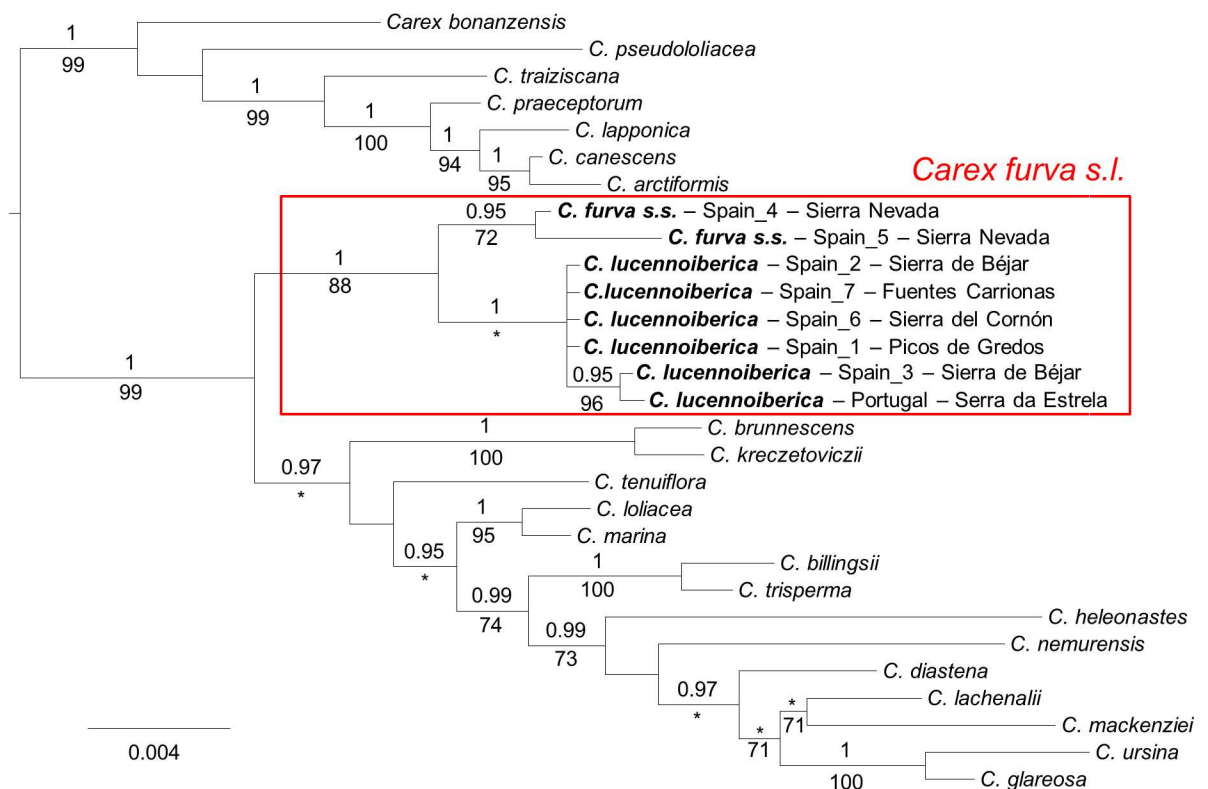 Carex bonanzensis
1
99
C. pseudololiacea
C. traiziscana
1
99
C. praeceptorum
1
100
C. lapponica
1
94
C. canescens
1
95
C. arctiformis
Carex furva s.l.
C. furva s.s. – Spain_4 – Sierra Nevada
0.95
72
C. furva s.s. – Spain_5 – Sierra Nevada
1
88
C. lucennoiberica – Spain_2 – Sierra de Béjar
C.lucennoiberica – Spain_7 – Fuentes Carrionas
1
*
C. lucennoiberica – Spain_6 – Sierra del Cornón
C. lucennoiberica – Spain_1 – Picos de Gredos
0.95
96
C. lucennoiberica – Spain_3 – Sierra de Béjar
C. lucennoiberica – Portugal – Serra da Estrela
1
99
C. brunnescens
1
100
C. kreczetoviczii
0.97
*
C. tenuiflora
C. loliacea
1
95
C. marina
0.95
*
C. billingsii
1
100
C. trisperma
0.99
74
C. heleonastes
0.99
73
C. nemurensis
C. diastena
0.97
*
C. lachenalii
*
71
C. mackenziei
*
71
C. ursina
1
100
C. glareosa
0.004